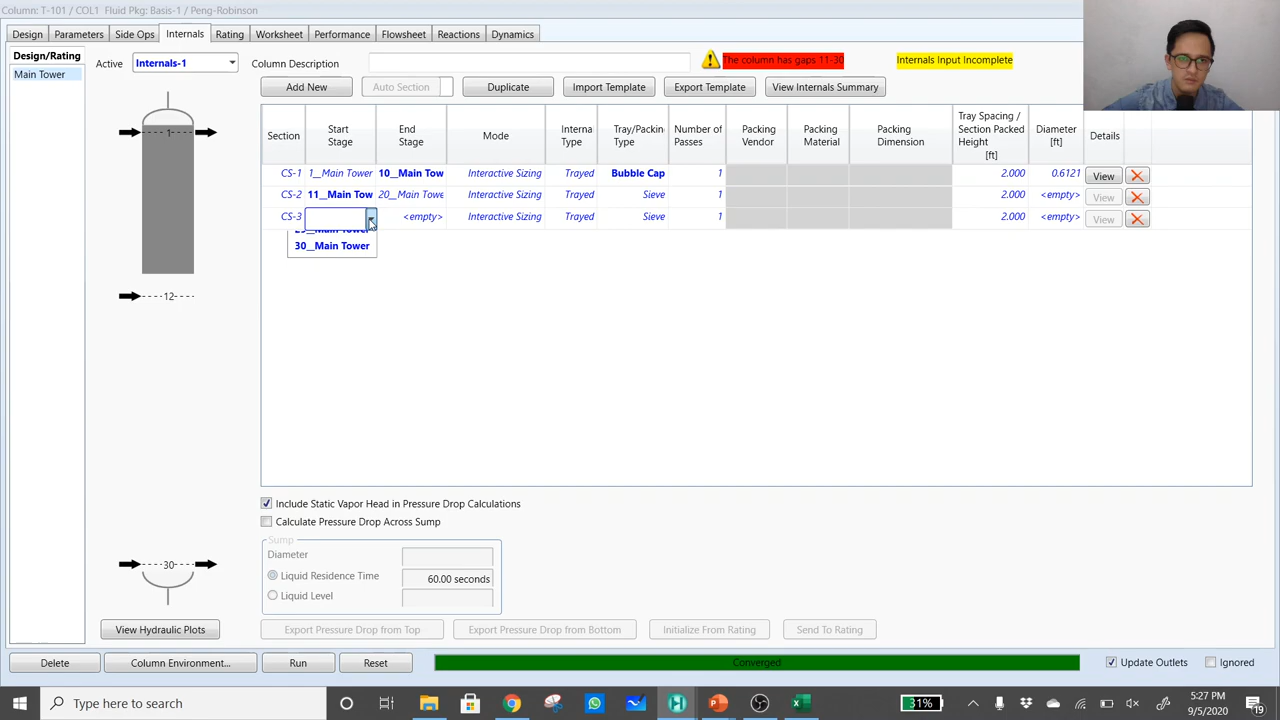 Column: T-101 / COL1 Fluid Pkg: Basis-1 / Peng-Robinson
Design Parameters Side Ops Internals Rating Worksheet Performance Flowsheet Reactions Dynamics
Design/Rating
Main Tower
Active Internals-1 Column Description The column has gaps 11-30 Internals Input Incomplete
Add New Auto Section Duplicate Import Template Export Template View Internals Summary
Section Start Stage End Stage Mode Interna Type Tray/Packin Type Number of Passes Packing Vendor Packing Material Packing Dimension Tray Spacing / Section Packed Height [ft] Diameter [ft] Details
CS-1 1__Main Tower 10__Main Tow Interactive Sizing Trayed Bubble Cap 1 2.000 0.6121 View
CS-2 11__Main Tow 20__Main Towe Interactive Sizing Trayed Sieve 1 2.000 <empty> View
CS-3 <empty> Interactive Sizing Trayed Sieve 1 2.000 <empty> View
30__Main Tower
1
12
30
Include Static Vapor Head in Pressure Drop Calculations
Calculate Pressure Drop Across Sump
Sump
Diameter
Liquid Residence Time 60.00 seconds
Liquid Level
View Hydraulic Plots Export Pressure Drop from Top Export Pressure Drop from Bottom Initialize From Rating Send To Rating
Delete Column Environment... Run Reset Converged Update Outlets Ignored
Type here to search 31% 5:27 PM
9/5/2020 19